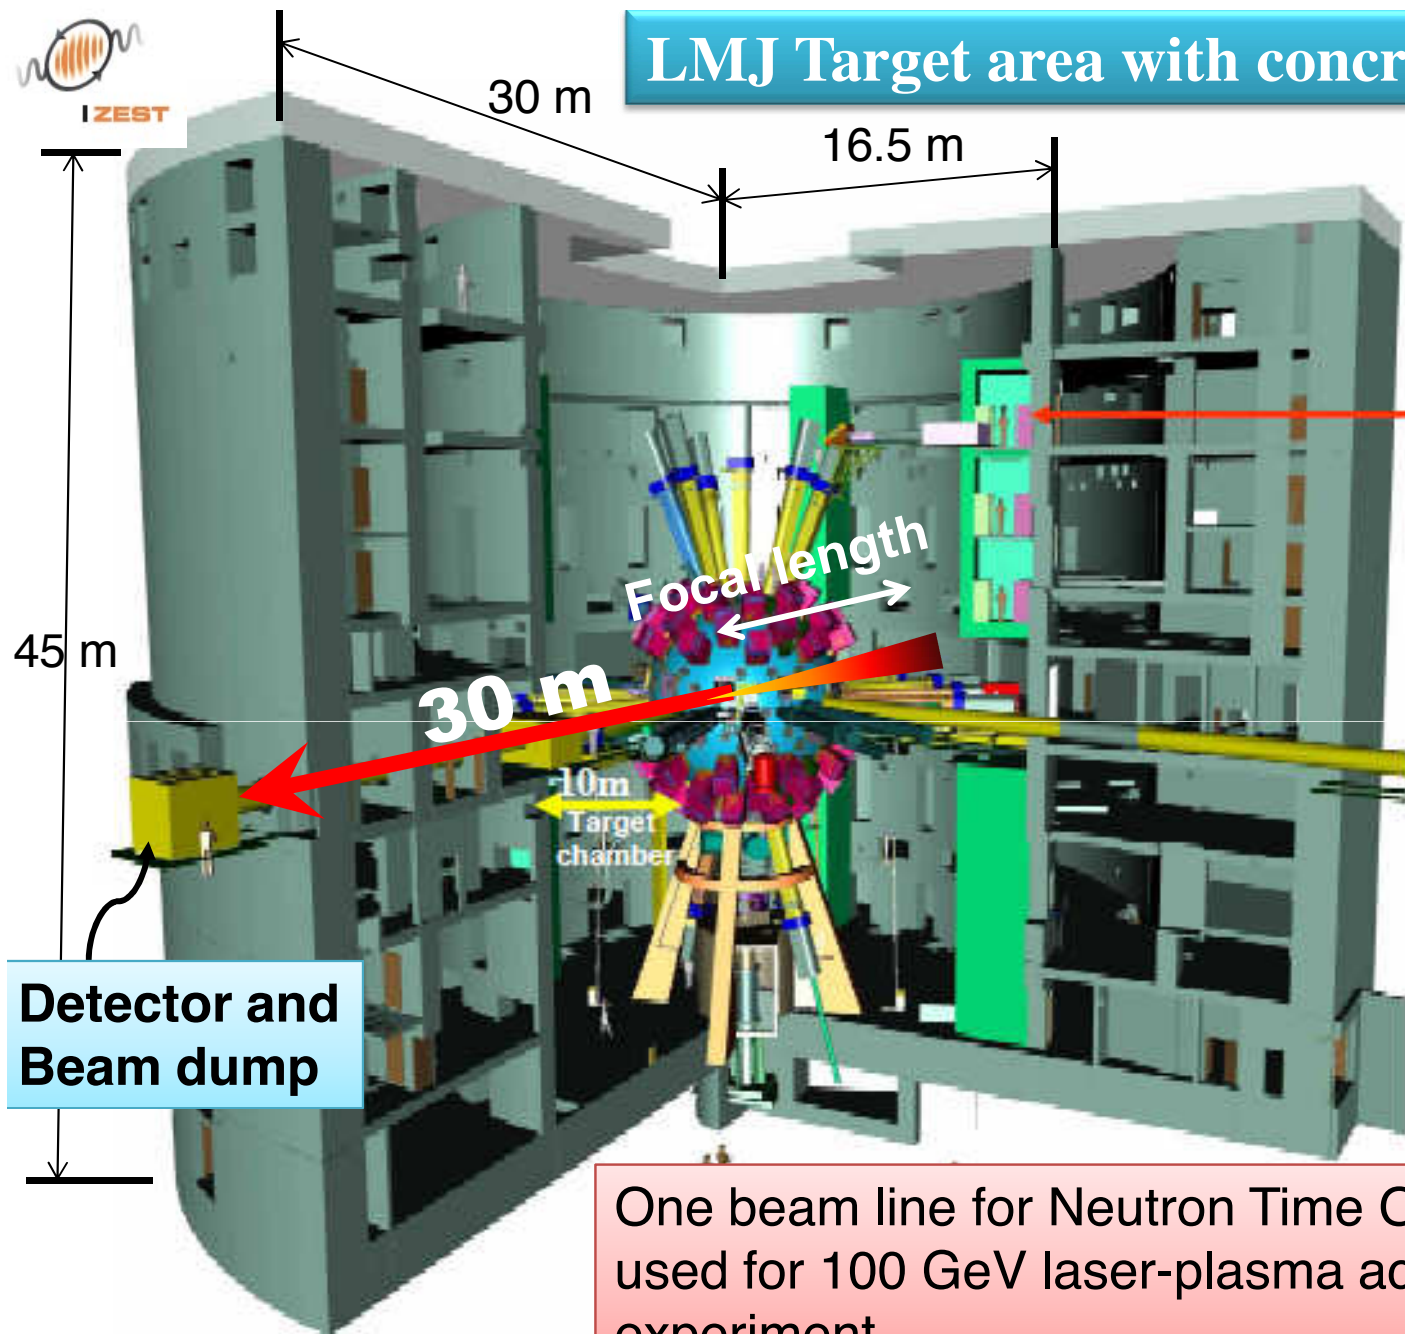 IZEST
LMJ Target area with concr
30 m
16.5 m
45 m
Focal length
30 m
10m
Target
chamber
Detector and
Beam dump
One beam line for Neutron Time O
used for 100 GeV laser-plasma ac
experiment